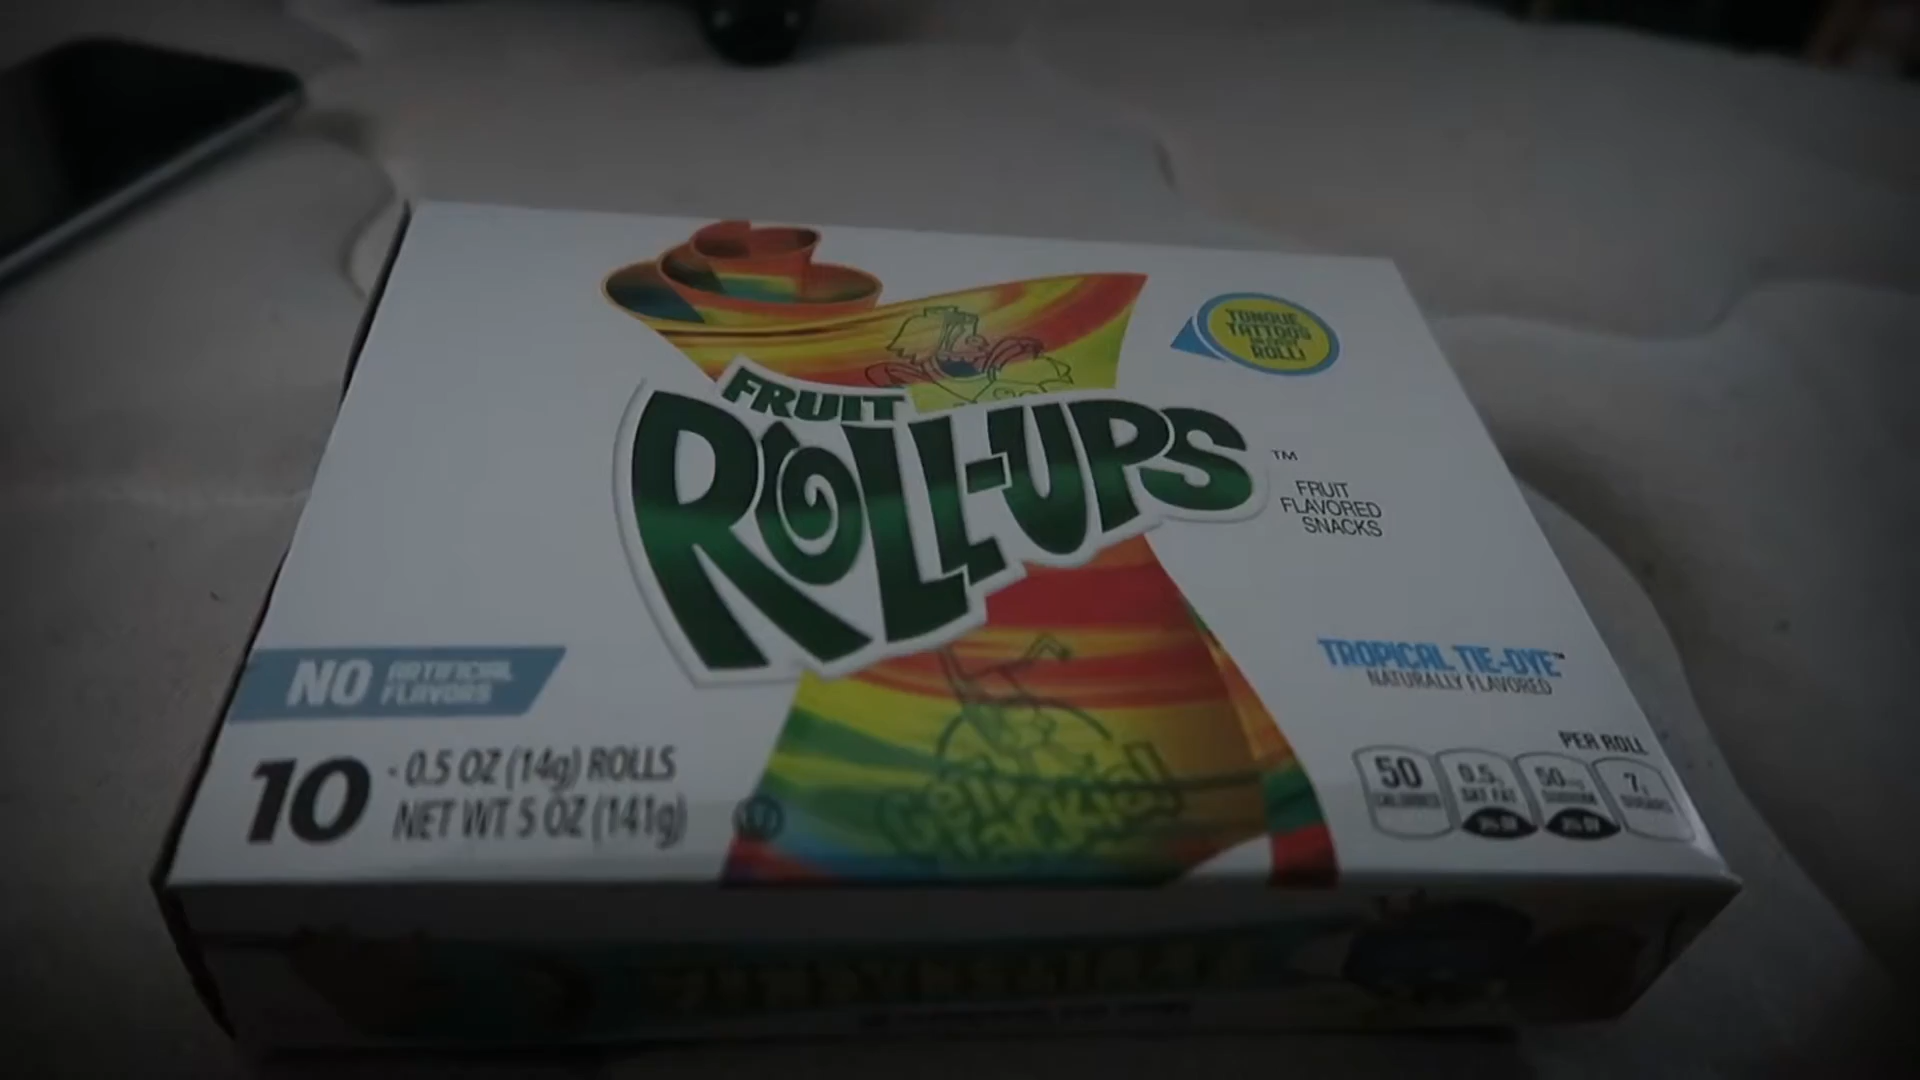 TONGUE
TATTOOS
ROLL!
FRUIT
ROLL-UPS
TM
FRUIT
FLAVORED
SNACKS
NO ARTIFICIAL
FLAVORS
TROPICAL TIE-DYE™
NATURALLY FLAVORED
10 - 0.5 OZ (14g) ROLLS
NET WT 5 OZ (141g)
PER ROLL
50
CALORIES
0.5g
SAT FAT
50mg
SODIUM
7g
SUGARS
Get
Crackin!